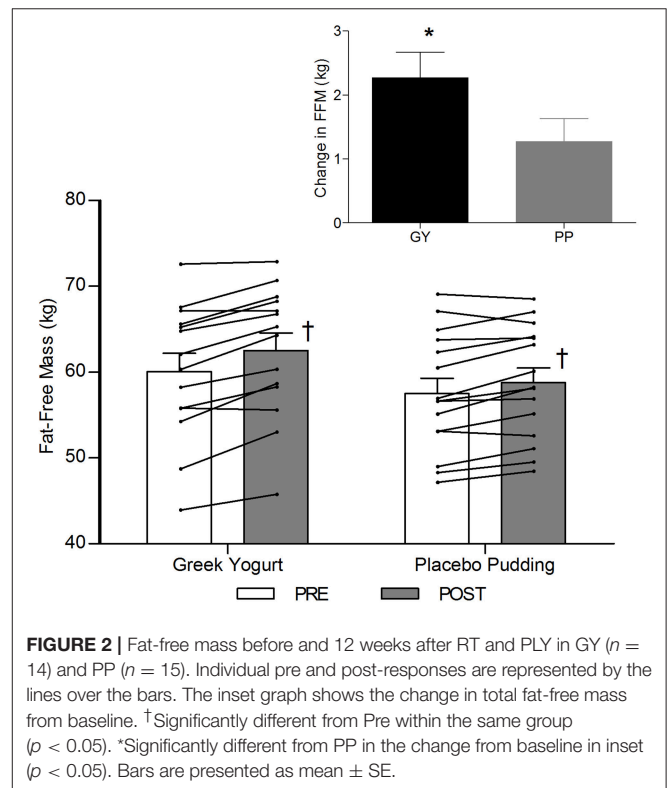 3
*
2
1
0
Change in FFM (kg)
GY
PP
80
70
60
50
40
Fat-Free Mass (kg)
†
†
Greek Yogurt
Placebo Pudding
PRE
POST
FIGURE 2 | Fat-free mass before and 12 weeks after RT and PLY in GY (n =
14) and PP (n = 15). Individual pre and post-responses are represented by the
lines over the bars. The inset graph shows the change in total fat-free mass
from baseline. †Significantly different from Pre within the same group
(p < 0.05). *Significantly different from PP in the change from baseline in inset
(p < 0.05). Bars are presented as mean ± SE.